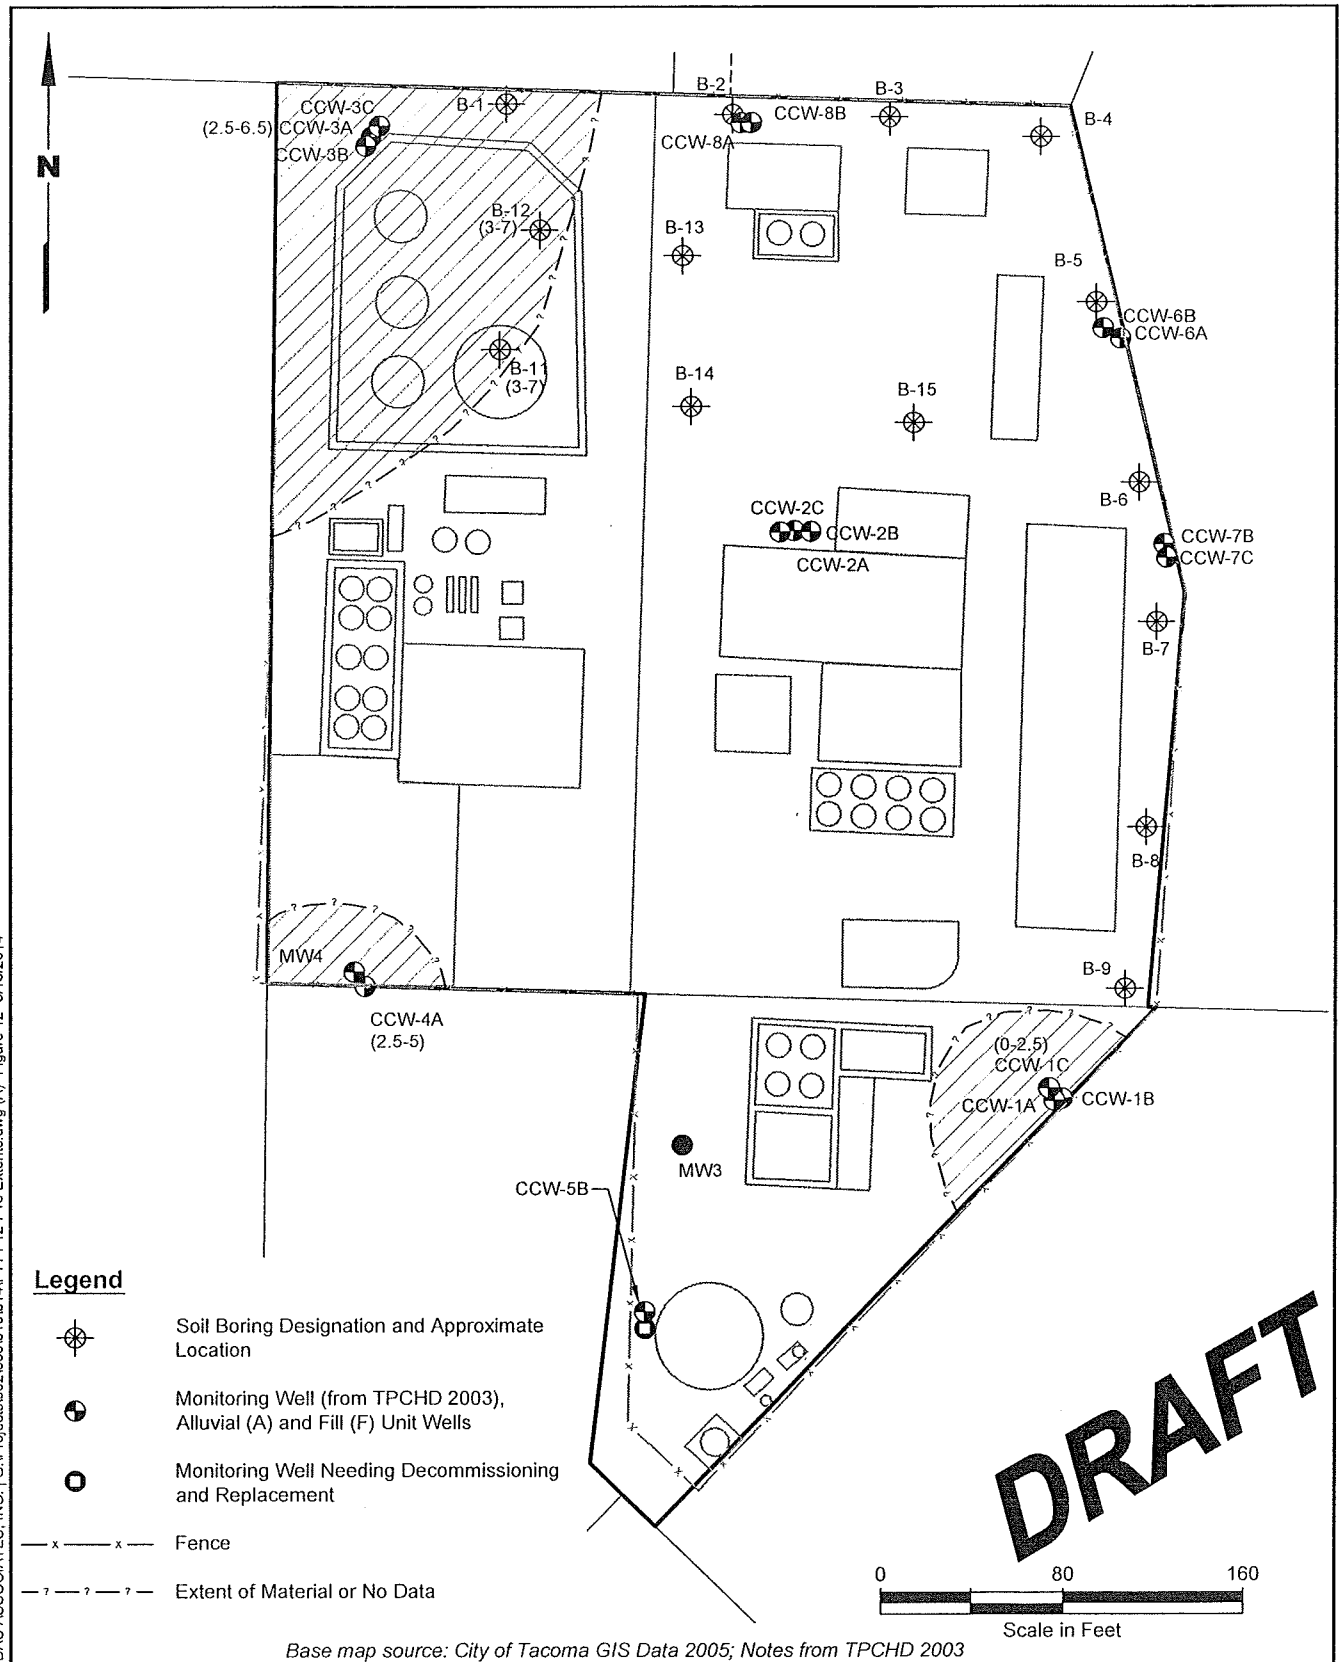 N
CCW-3C
(2.5-6.5) CCW-3A
CCW-3B
B-1
B-2
CCW-8B
CCW-8A
B-3
B-4
B-12
(3-7)
B-13
B-5
CCW-6B
CCW-6A
B-11
(3-7)
B-14
B-15
B-6
CCW-2C
CCW-2B
CCW-2A
CCW-7B
CCW-7C
B-7
B-8
MW4
CCW-4A
(2.5-5)
B-9
(0-2.5)
CCW-1C
CCW-1A
CCW-1B
MW3
CCW-5B
Legend
Soil Boring Designation and Approximate
Location
Monitoring Well (from TPCHD 2003),
Alluvial (A) and Fill (F) Unit Wells
Monitoring Well Needing Decommissioning
and Replacement
Fence
Extent of Material or No Data
DRAFT
0 80 160
Scale in Feet
Base map source: City of Tacoma GIS Data 2005; Notes from TPCHD 2003